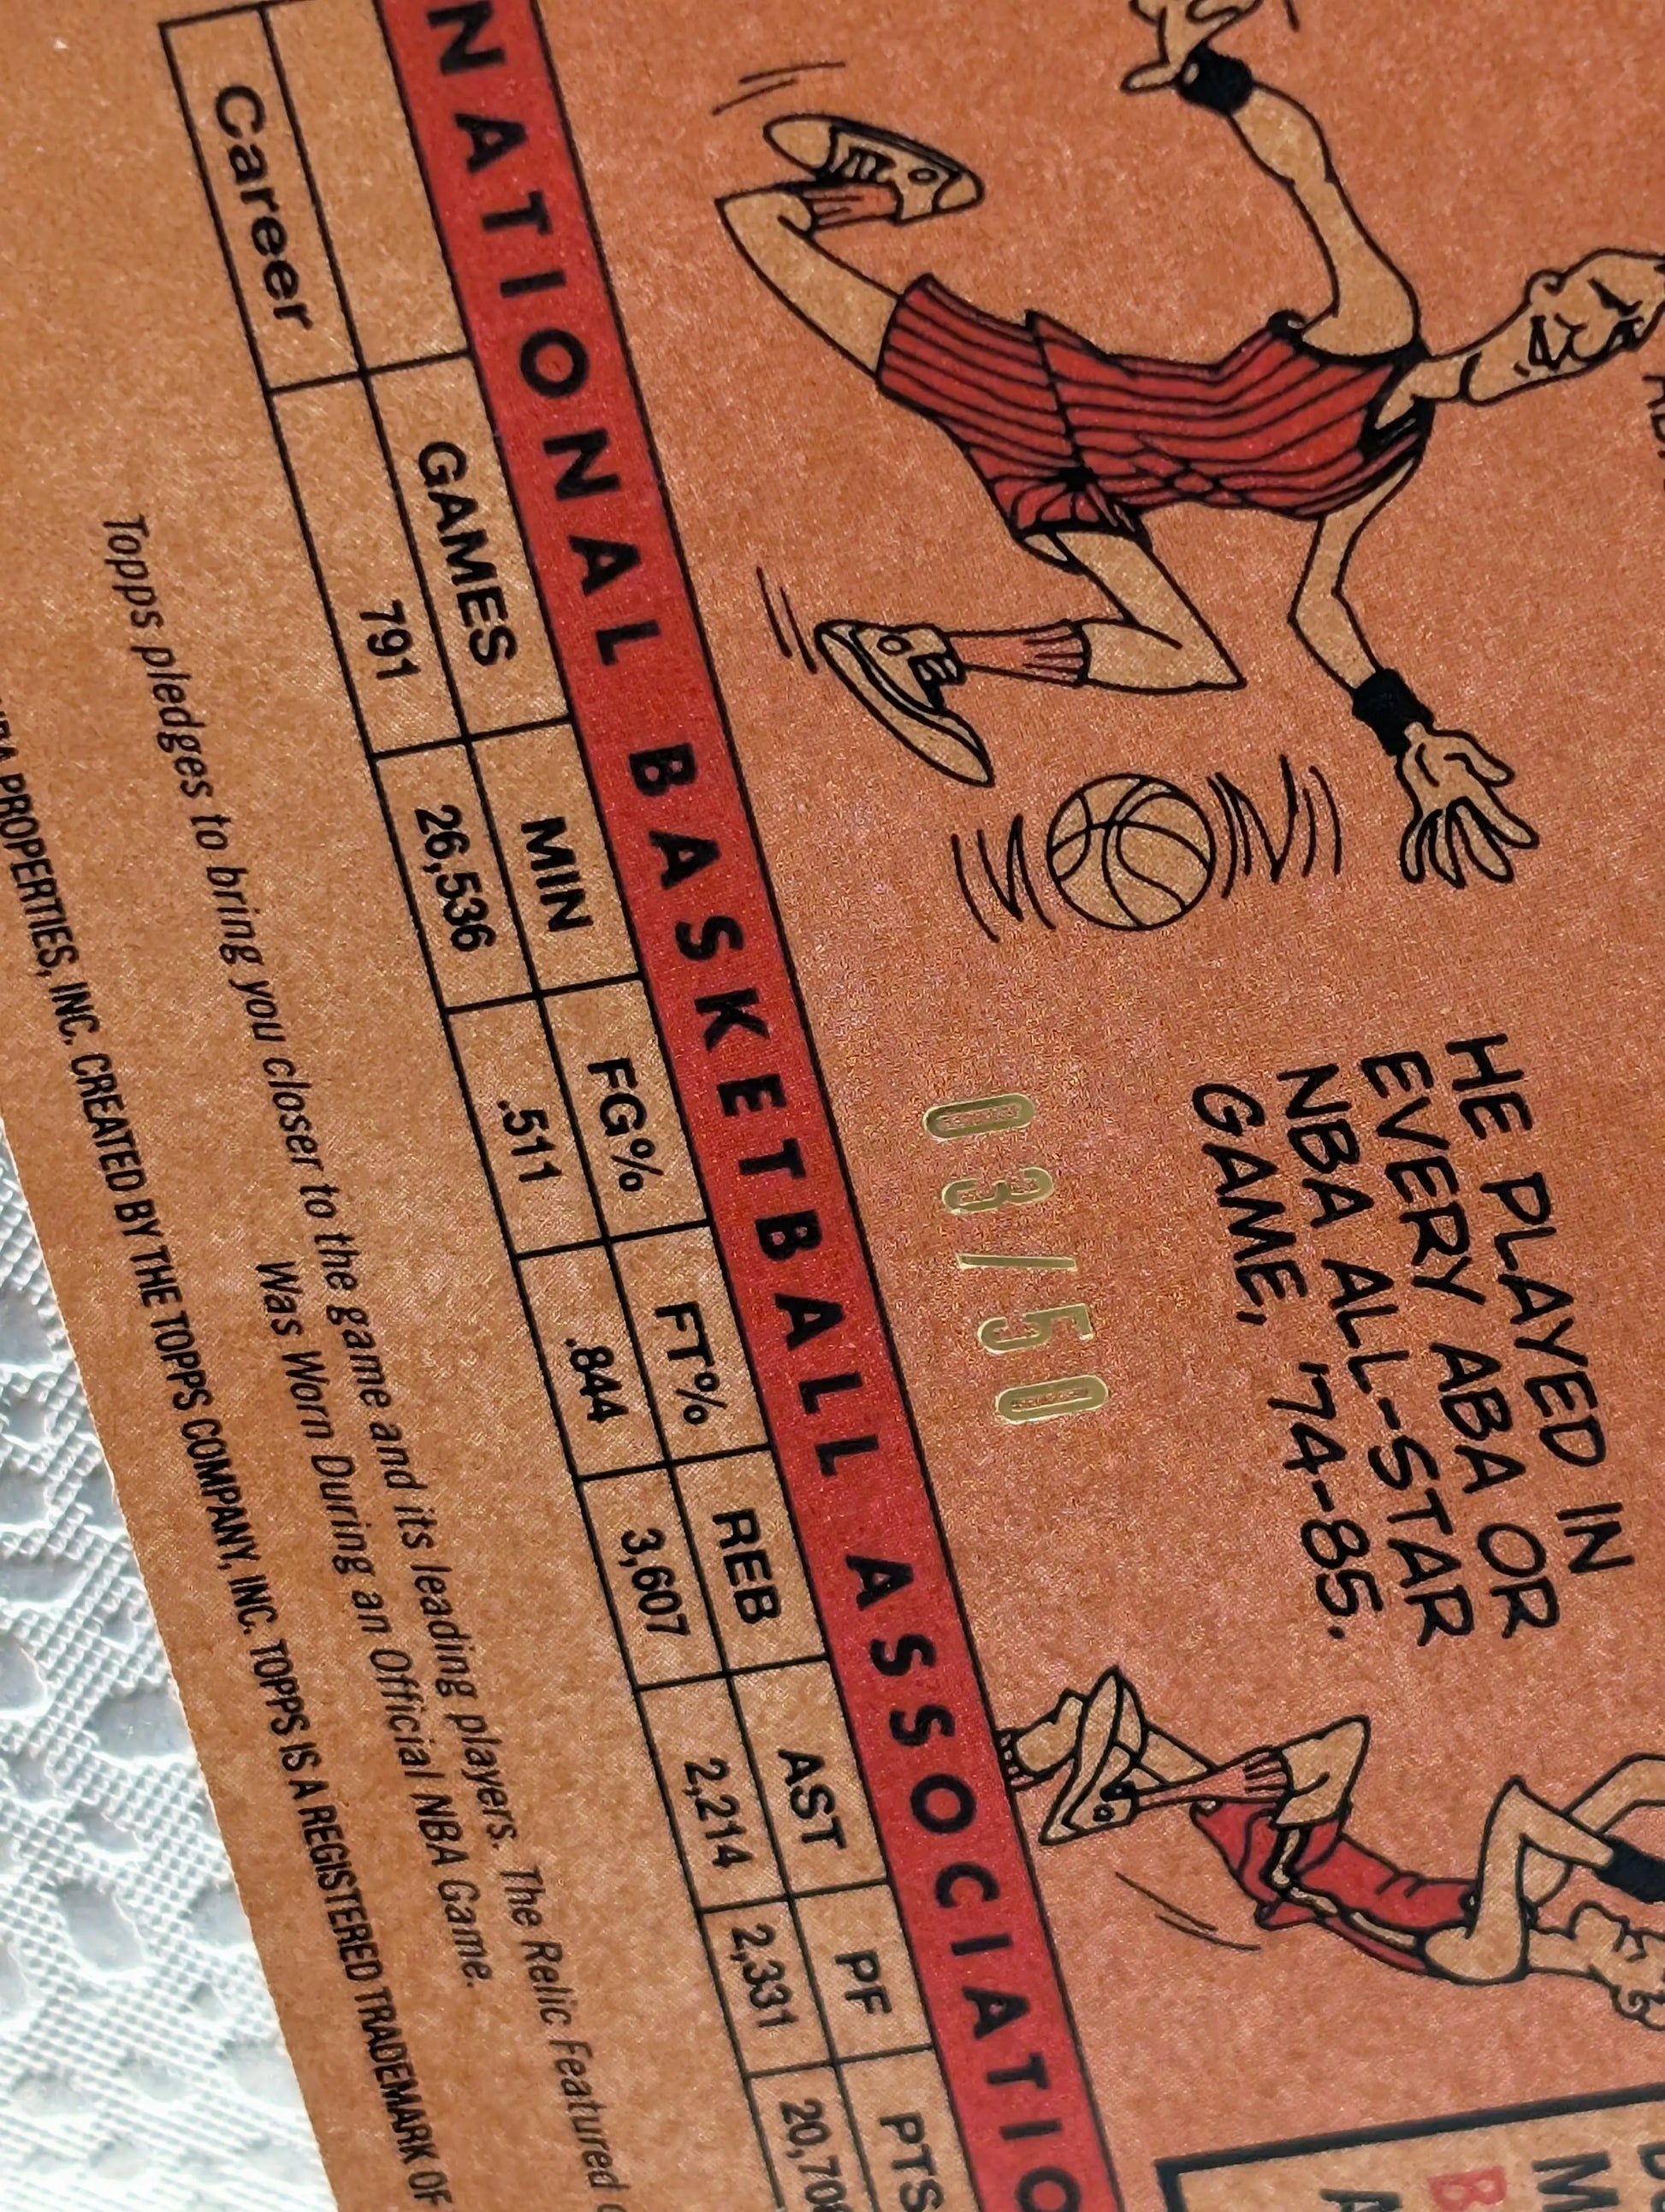 HE PLAYED IN
EVERY ABA OR
NBA ALL-STAR
GAME, '74-85.
03/50
NATIONAL BASKETBALL ASSOCIATIO
GAMES MIN FG% FT% REB AST PF PTS
Career 791 26,536 .511 .844 3,607 2,214 2,331 20,70
Topps pledges to bring you closer to the game and its leading players. The Relic Featured
Was Worn During an Official NBA Game.
PROPERTIES, INC. CREATED BY THE TOPPS COMPANY, INC. TOPPS IS A REGISTERED TRADEMARK OF